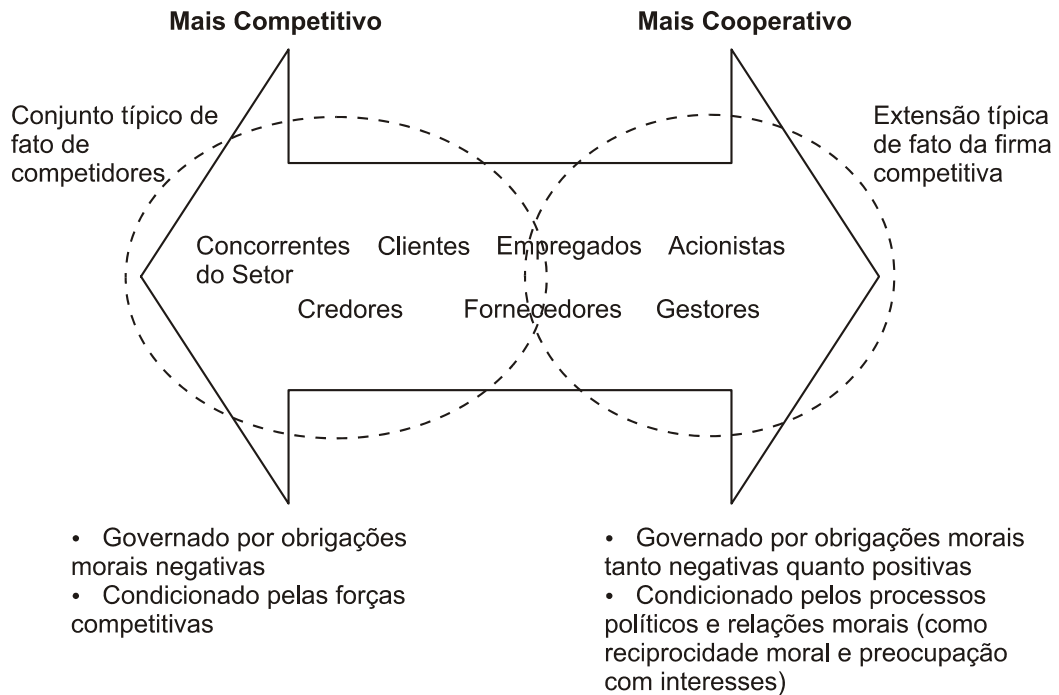 Mais Competitivo
Mais Cooperativo
Conjunto típico de
fato de
competidores
Extensão típica
de fato da firma
competitiva
Concorrentes
do Setor
Clientes
Empregados
Acionistas
Credores
Fornecedores
Gestores
• Governado por obrigações
morais negativas
• Condicionado pelas forças
competitivas
• Governado por obrigações morais
tanto negativas quanto positivas
• Condicionado pelos processos
políticos e relações morais (como
reciprocidade moral e preocupação
com interesses)